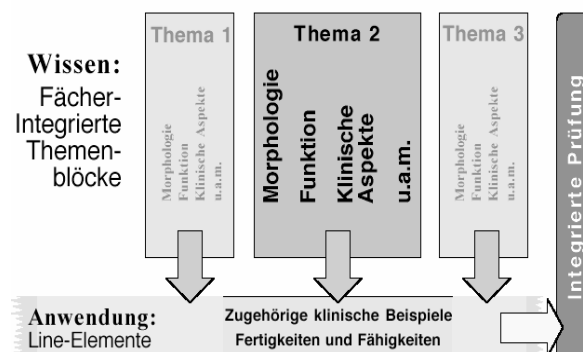 Wissen:
Fächer-
Integrierte
Themen-
blöcke
Thema 1
Morphologie
Funktion
Klinische Aspekte
u.a.m.
Thema 2
Morphologie
Funktion
Klinische
Aspekte
u.a.m.
Thema 3
Morphologie
Funktion
Klinische Aspekte
u.a.m.
Integrierte Prüfung
Anwendung:
Line-Elemente
Zugehörige klinische Beispiele
Fertigkeiten und Fähigkeiten